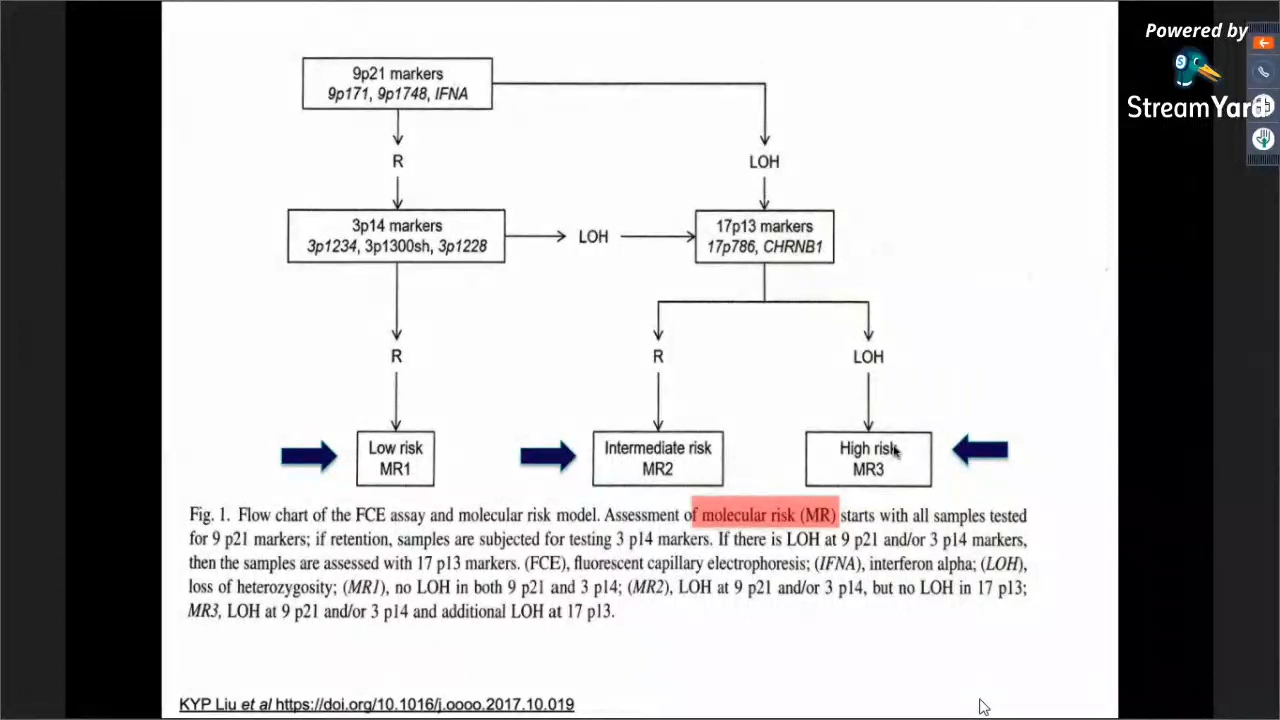 Powered by
StreamYard
9p21 markers
9p171, 9p1748, IFNA
R
LOH
3p14 markers
3p1234, 3p1300sh, 3p1228
LOH
17p13 markers
17p786, CHRNB1
R
R
LOH
Low risk
MR1
Intermediate risk
MR2
High risk
MR3
Fig. 1. Flow chart of the FCE assay and molecular risk model. Assessment of molecular risk (MR) starts with all samples tested
for 9 p21 markers; if retention, samples are subjected for testing 3 p14 markers. If there is LOH at 9 p21 and/or 3 p14 markers,
then the samples are assessed with 17 p13 markers. (FCE), fluorescent capillary electrophoresis; (IFNA), interferon alpha; (LOH),
loss of heterozygosity; (MR1), no LOH in both 9 p21 and 3 p14; (MR2), LOH at 9 p21 and/or 3 p14, but no LOH in 17 p13;
MR3, LOH at 9 p21 and/or 3 p14 and additional LOH at 17 p13.
KYP Liu et al https://doi.org/10.1016/j.oooo.2017.10.019